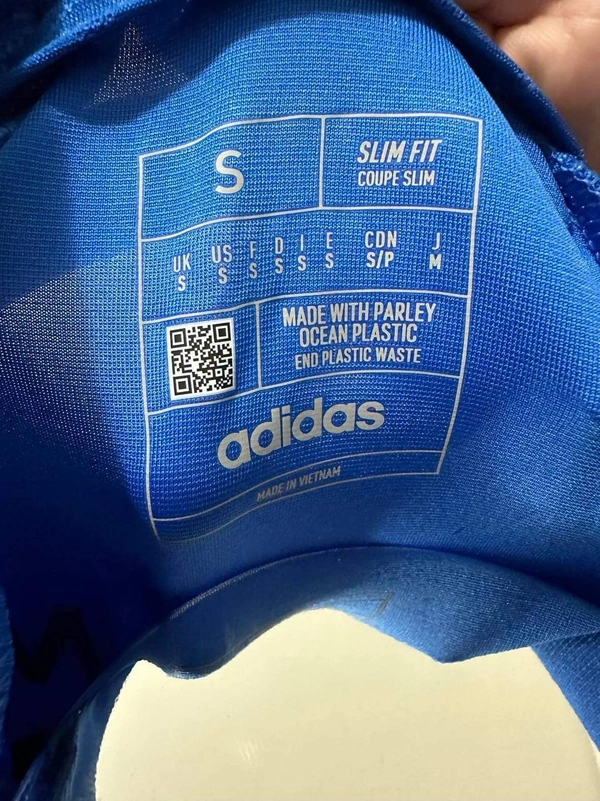 S
SLIM FIT
COUPE SLIM
UK US F D I E CDN J
S S S S S S S/P M
MADE WITH PARLEY
OCEAN PLASTIC
END PLASTIC WASTE
adidas
MADE IN VIETNAM